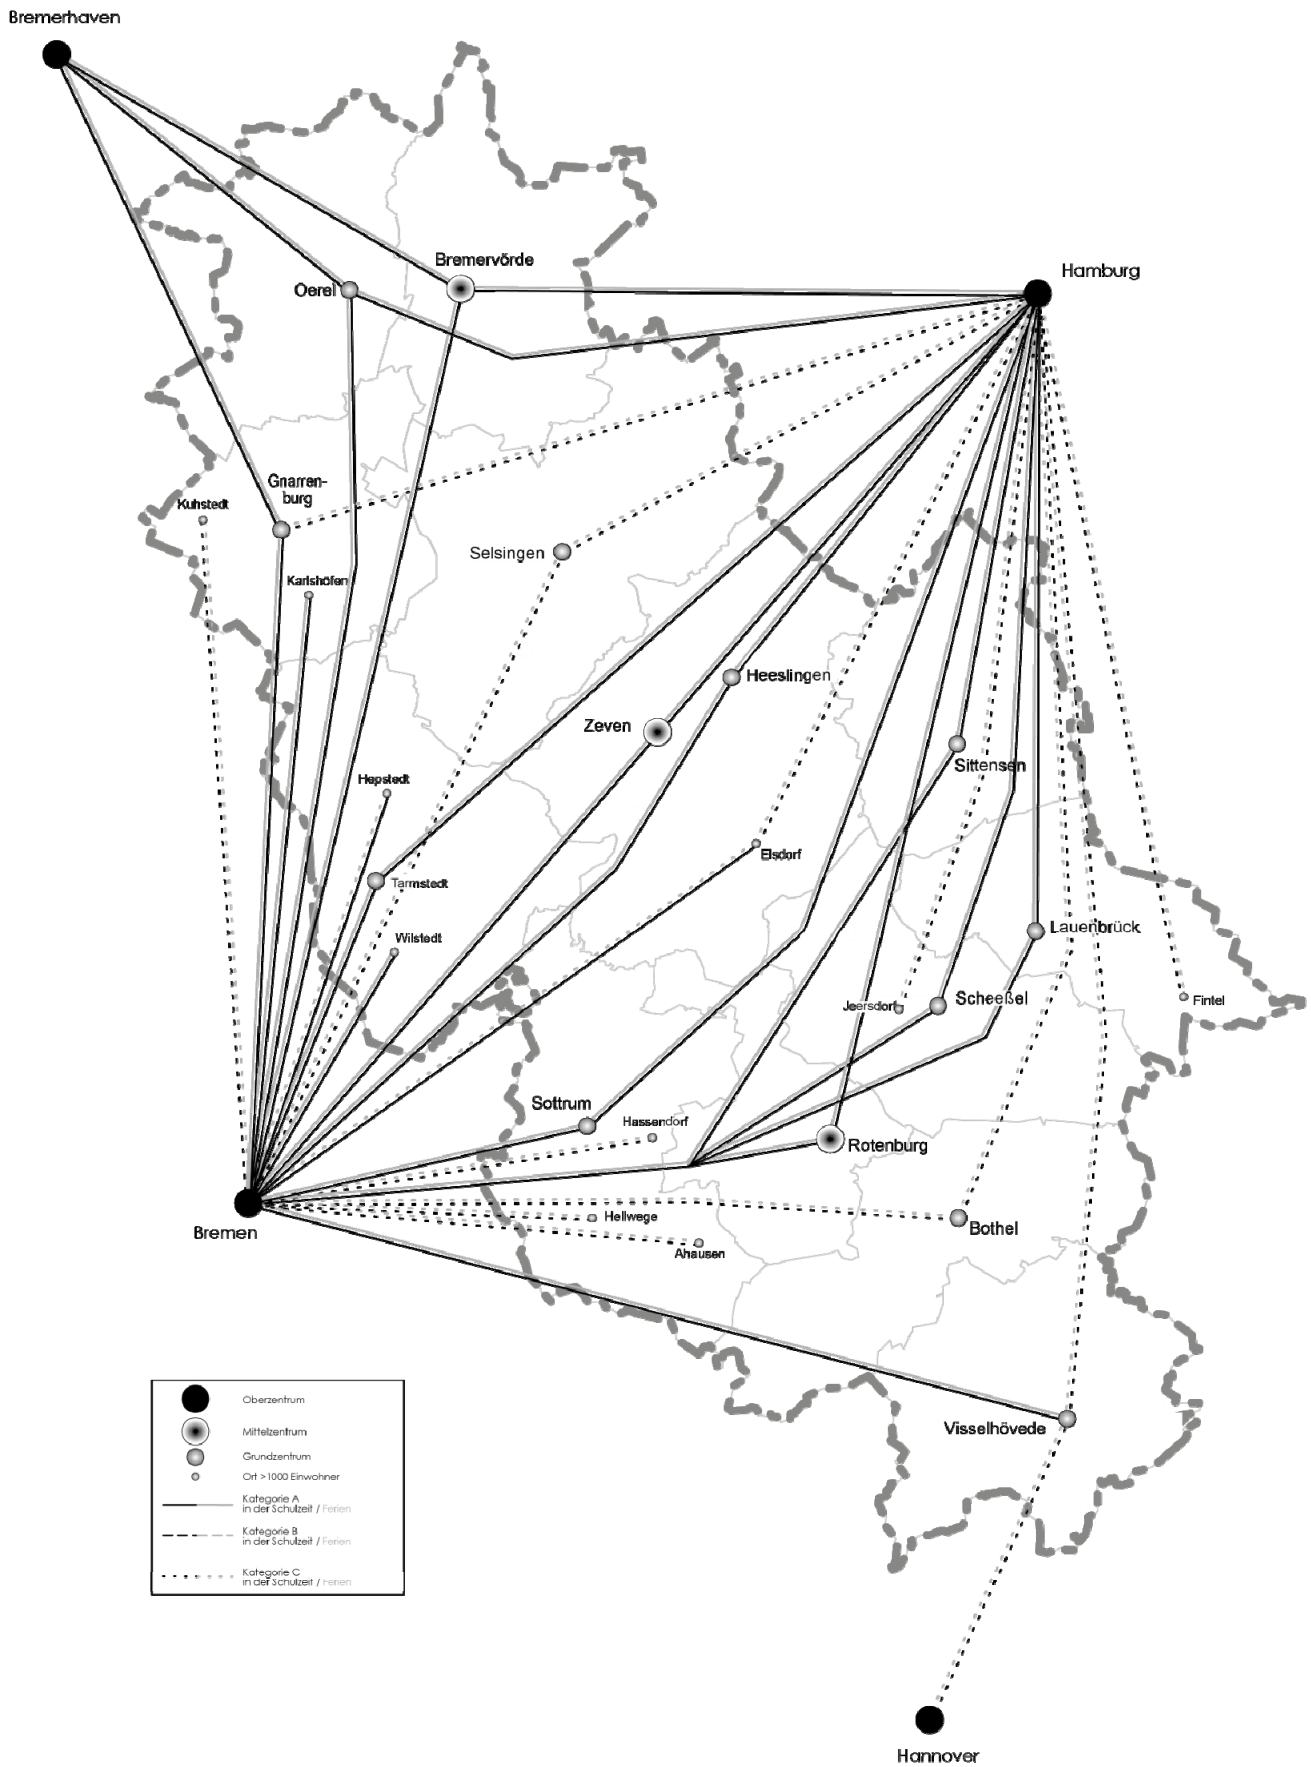 Bremerhaven
Bremervörde
Hamburg
Oerel
Gnarren-
burg
Kuhstedt
Selsingen
Karlshöfen
Heeslingen
Zeven
Sittensen
Hepstedt
Elsdorf
Tarmstedt
Lauenbrück
Wilstedt
Jeersdorf
Scheeßel
Fintel
Sottrum
Hassendorf
Rotenburg
Hellwege
Bothel
Bremen
Ahausen
Visselhövede
Oberzentrum
Mittelzentrum
Grundzentrum
Ort >1000 Einwohner
Kategorie A
in der Schulzeit / Ferien
Kategorie B
in der Schulzeit / Ferien
Kategorie C
in der Schulzeit / Ferien
Hannover